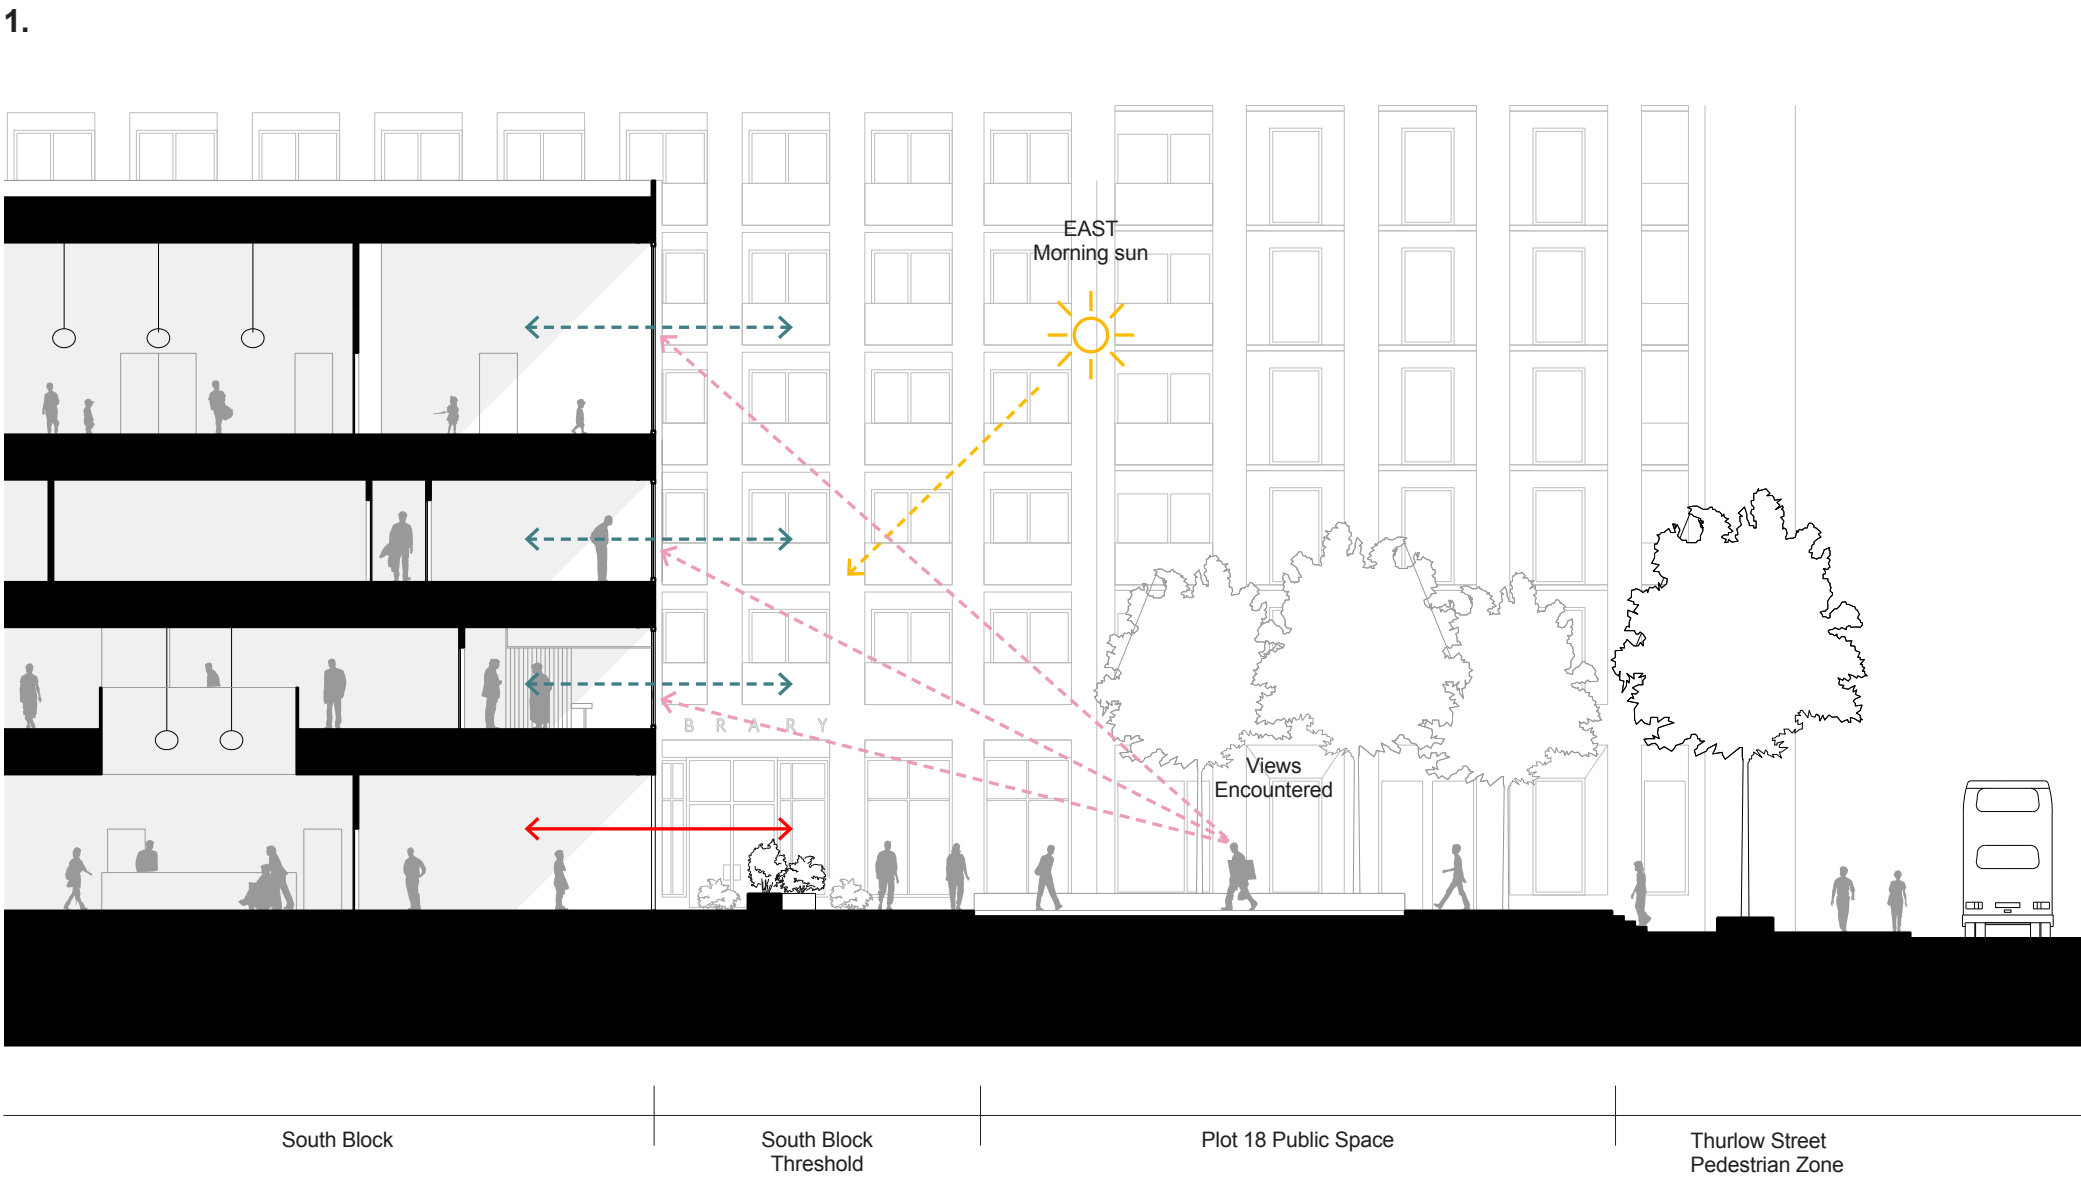 1.
EAST
Morning sun
B R A R Y
Views
Encountered
South Block
South Block
Threshold
Plot 18 Public Space
Thurlow Street
Pedestrian Zone